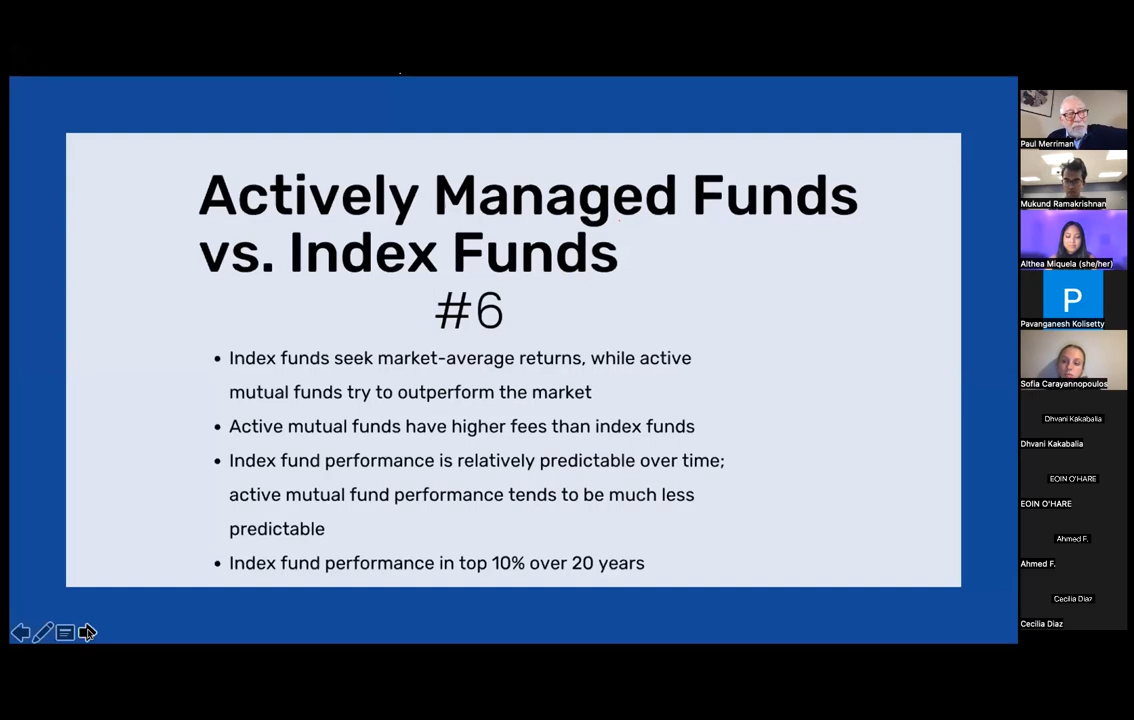 Actively Managed Funds
vs. Index Funds
#6
• Index funds seek market-average returns, while active
mutual funds try to outperform the market
• Active mutual funds have higher fees than index funds
• Index fund performance is relatively predictable over time;
active mutual fund performance tends to be much less
predictable
• Index fund performance in top 10% over 20 years
Paul Merriman
Mukund Ramakrishnan
Althea Miquela (she/her)
P
Pavanganesh Kolisetty
Sofia Carayannopoulos
Dhvani Kakabalia
Dhvani Kakabalia
EOIN O'HARE
EOIN O'HARE
Ahmed F.
Ahmed F.
Cecilia Diaz
Cecilia Diaz